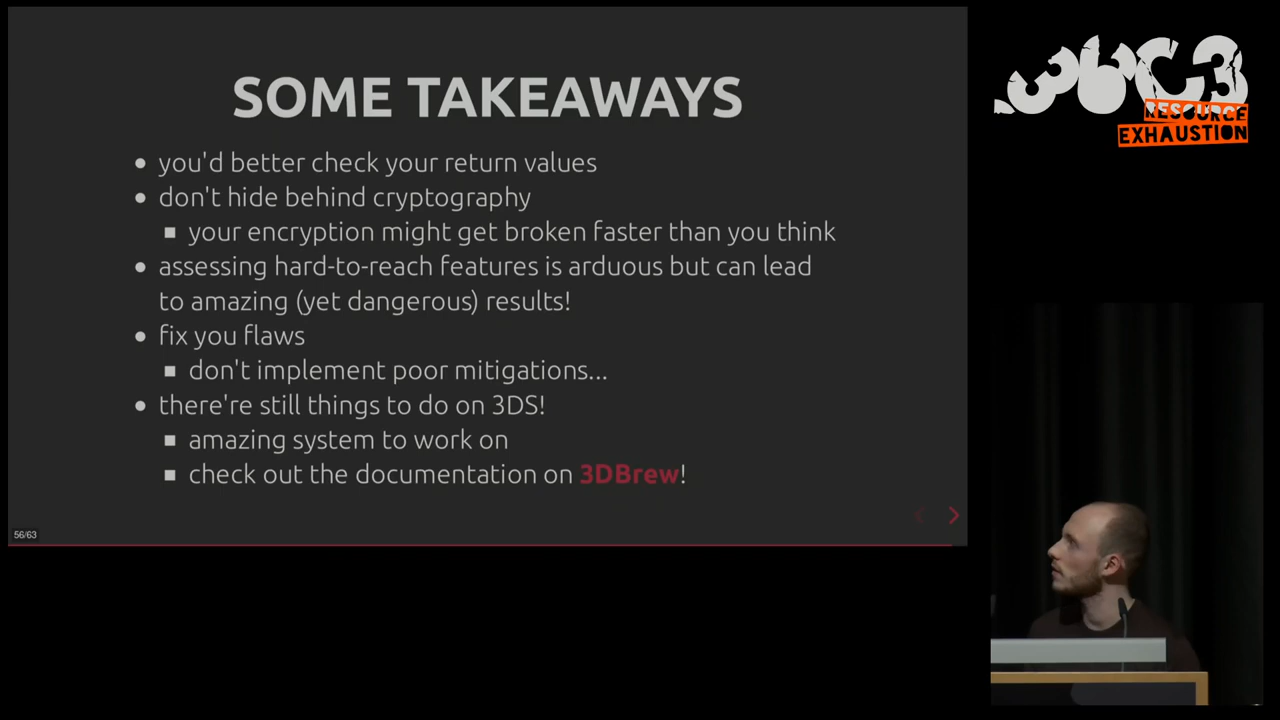 SOME TAKEAWAYS
you'd better check your return values
don't hide behind cryptography
your encryption might get broken faster than you think
assessing hard-to-reach features is arduous but can lead
to amazing (yet dangerous) results!
fix you flaws
don't implement poor mitigations...
there're still things to do on 3DS!
amazing system to work on
check out the documentation on 3DBrew!
56/63
36C3
RESOURCE
EXHAUSTION